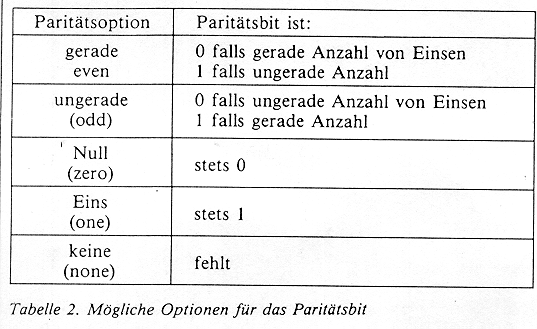 Paritätsoption
Paritätsbit ist:
gerade
even
0 falls gerade Anzahl von Einsen
1 falls ungerade Anzahl
ungerade
(odd)
0 falls ungerade Anzahl von Einsen
1 falls gerade Anzahl
Null
(zero)
stets 0
Eins
(one)
stets 1
keine
(none)
fehlt
Tabelle 2. Mögliche Optionen für das Paritätsbit